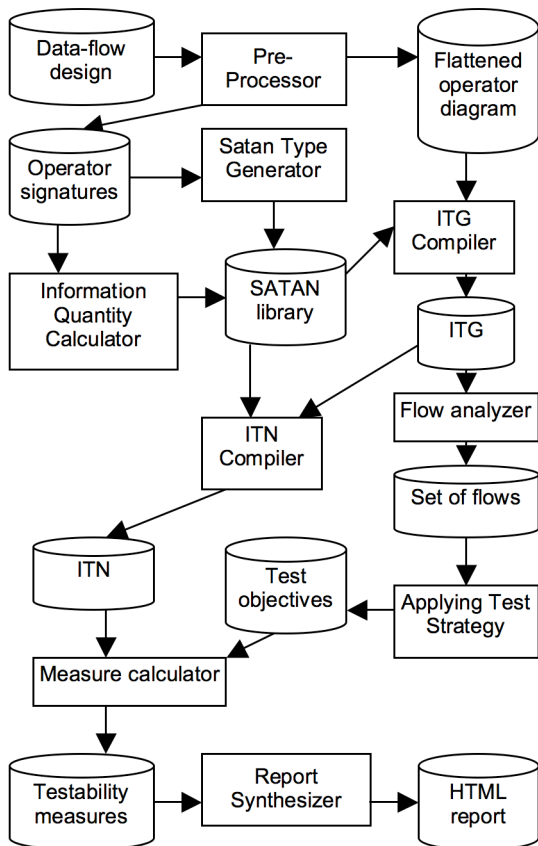 Data-flow
design
Pre-
Processor
Flattened
operator
diagram
Operator
signatures
Satan Type
Generator
ITG
Compiler
Information
Quantity
Calculator
SATAN
library
ITG
ITN
Compiler
Flow analyzer
Set of flows
ITN
Test
objectives
Applying Test
Strategy
Measure calculator
Testability
measures
Report
Synthesizer
HTML
report